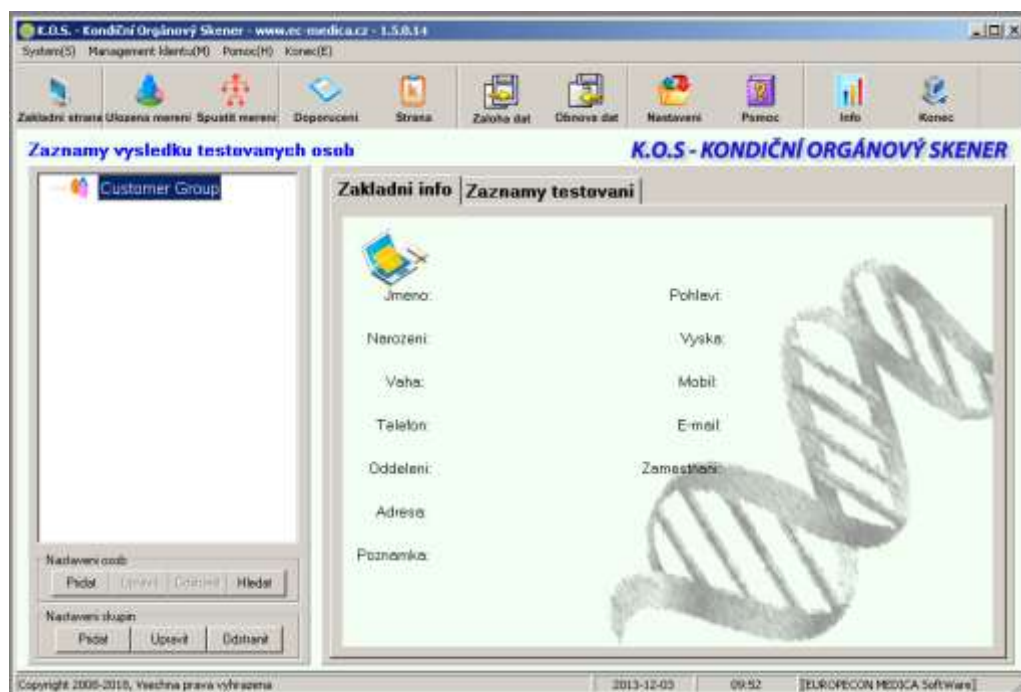 K.O.S. - Kondiční Orgánový Skener - www.ec-medica.cz - 1.5.0.14
System(S) Management klientu(M) Pomoc(H) Konec(E)
Zakladni strana Ulozena mereni Spustit mereni Doporuceni Strana Zaloha dat Obnova dat Nastaveni Pomoc Info Konec
Zaznamy vysledku testovanych osob K.O.S - KONDIČNÍ ORGÁNOVÝ SKENER
Customer Group
Zakladni info Zaznamy testovani
Jmeno: Pohlavi:
Narozeni: Vyska:
Vaha: Mobil:
Telefon: E-mail:
Oddeleni: Zamestnani:
Adresa:
Poznamka:
Nastaveni osob
Pridat Upravit Odstranit Hledat
Nastaveni skupin
Pridat Upravit Odstranit
Copyright 2008-2018, Vsechna prava vyhrazena 2013-12-03 09:52 [EUROPECON MEDICA SoftWare]